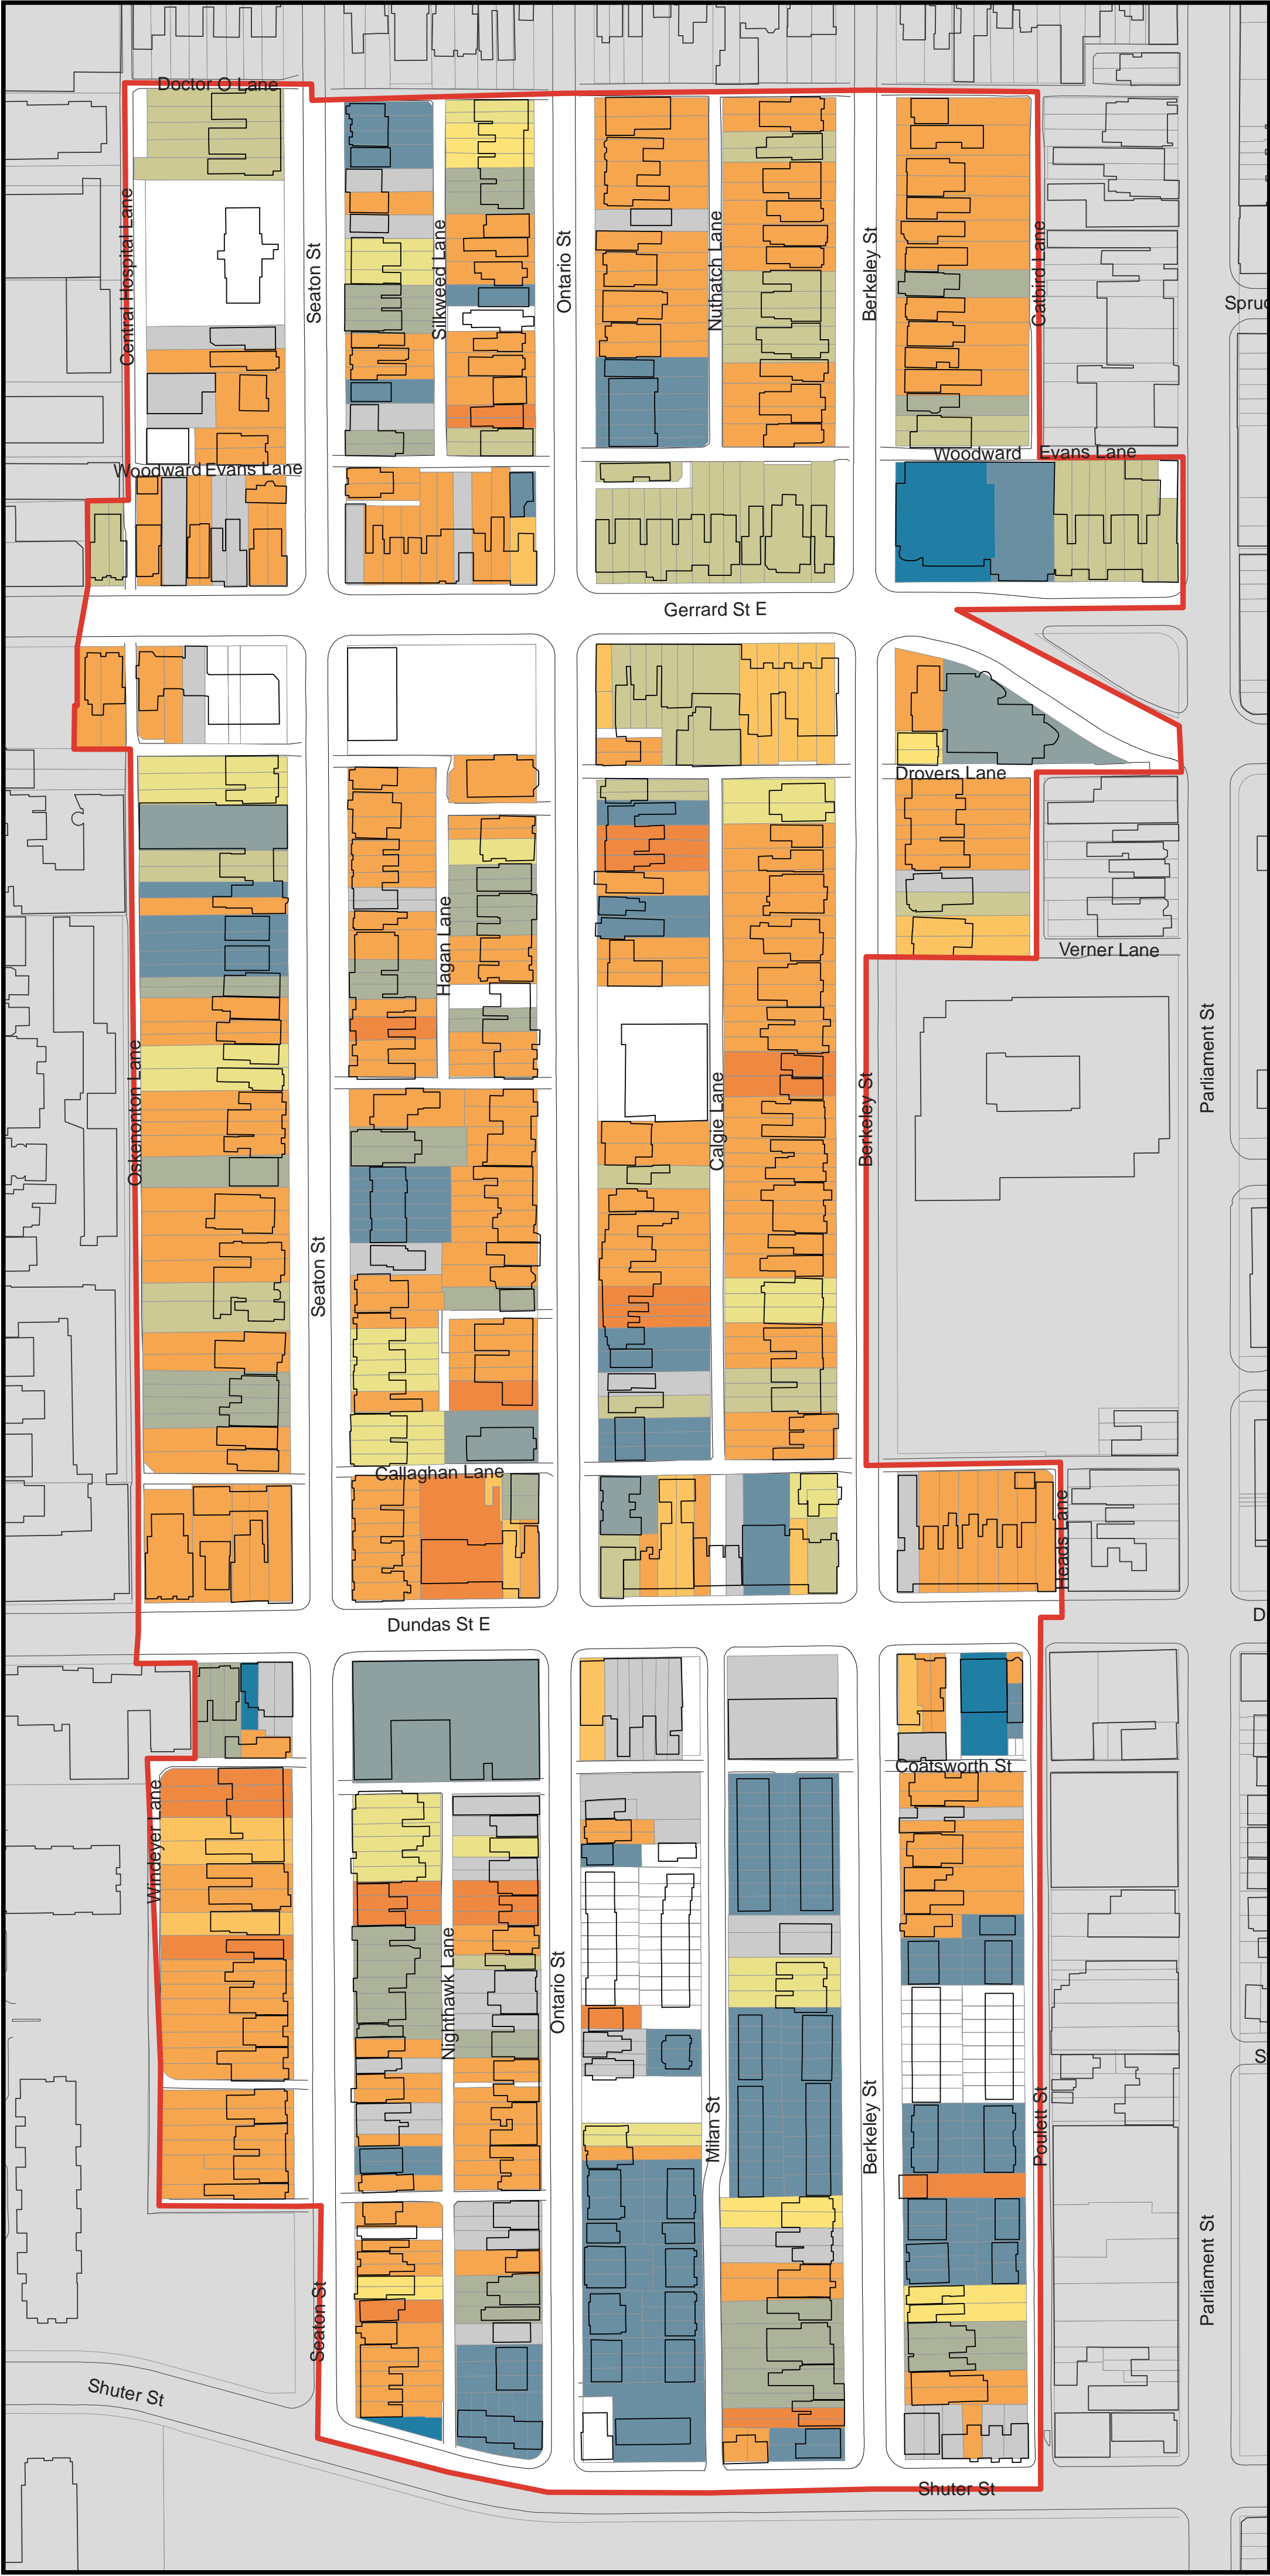 Doctor O Lane
Central Hospital Lane
Seaton St
Silkweed Lane
Ontario St
Nuthatch Lane
Berkeley St
Catbird Lane
Spruc
Woodward Evans Lane
Woodward Evans Lane
Gerrard St E
Drovers Lane
Hagan Lane
Verner Lane
Oskenonton Lane
Calgie Lane
Berkeley St
Parliament St
Seaton St
Callaghan Lane
Heads Lane
Dundas St E
D
Coatsworth St
Windeyer Lane
Nighthawk Lane
Ontario St
Milan St
Berkeley St
Poulett St
S
Parliament St
Seaton St
Shuter St
Shuter St